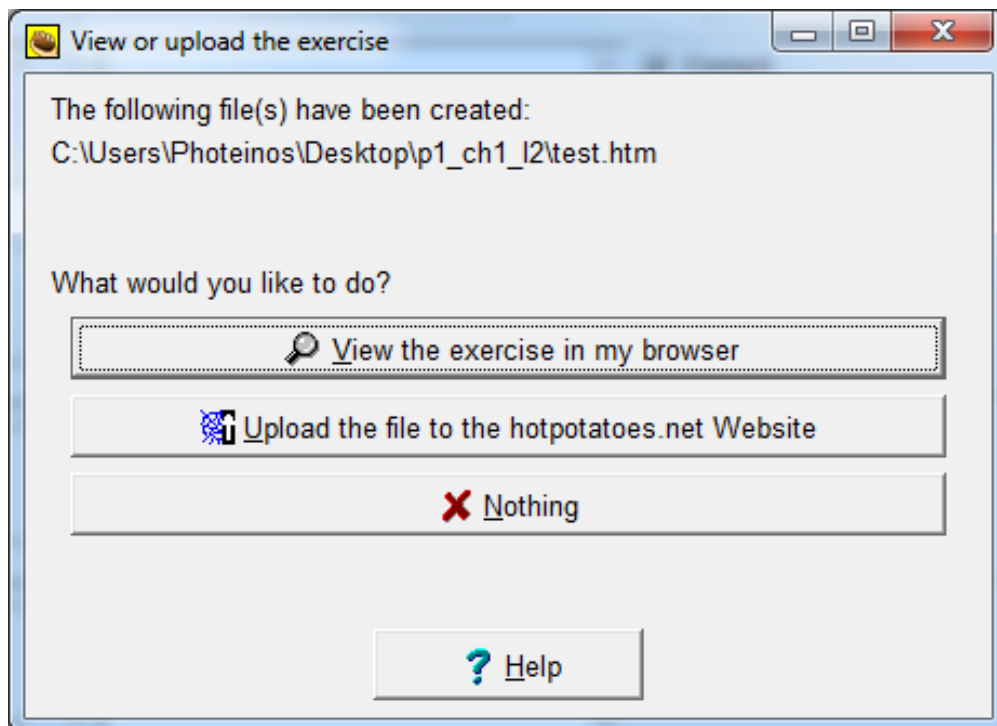 View or upload the exercise
The following file(s) have been created:
C:\Users\Photeinos\Desktop\p1_ch1_l2\test.htm
What would you like to do?
View the exercise in my browser
Upload the file to the hotpotatoes.net Website
Nothing
? Help